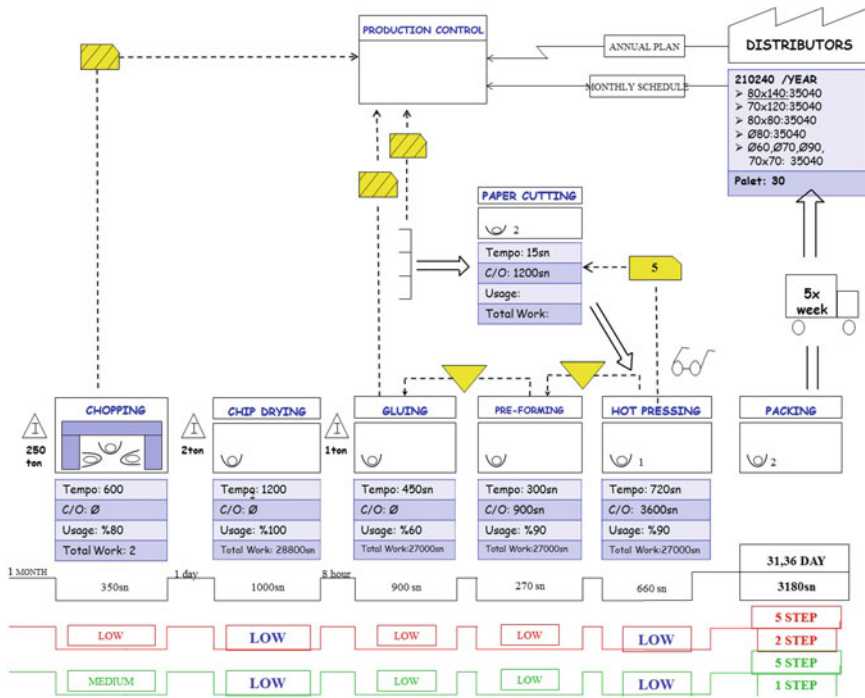 PRODUCTION CONTROL
ANNUAL PLAN
MONTHLY SCHEDULE
DISTRIBUTORS
210240 /YEAR
➢ 80x140:35040
➢ 70x120:35040
➢ 80x80:35040
➢ Ø80:35040
➢ Ø60,Ø70,Ø90,
70x70: 35040
Palet: 30
PAPER CUTTING
2
Tempo: 15sn
C/O: 1200sn
Usage:
Total Work:
5
5x
week
CHOPPING
I
250
ton
Tempo: 600
C/O: Ø
Usage: %80
Total Work: 2
CHIP DRYING
I
2ton
Tempo: 1200
C/O: Ø
Usage: %100
Total Work: 28800sn
GLUING
I
1ton
Tempo: 450sn
C/O: Ø
Usage: %60
Total Work:27000sn
PRE-FORMING
Tempo: 300sn
C/O: 900sn
Usage: %90
Total Work:27000sn
HOT PRESSING
1
Tempo: 720sn
C/O: 3600sn
Usage: %90
Total Work:27000sn
PACKING
2
1 MONTH
350sn
1 day
1000sn
8 hour
900 sn
270 sn
660 sn
31,36 DAY
3180sn
LOW
LOW
LOW
LOW
LOW
5 STEP
2 STEP
MEDIUM
LOW
LOW
LOW
LOW
5 STEP
1 STEP